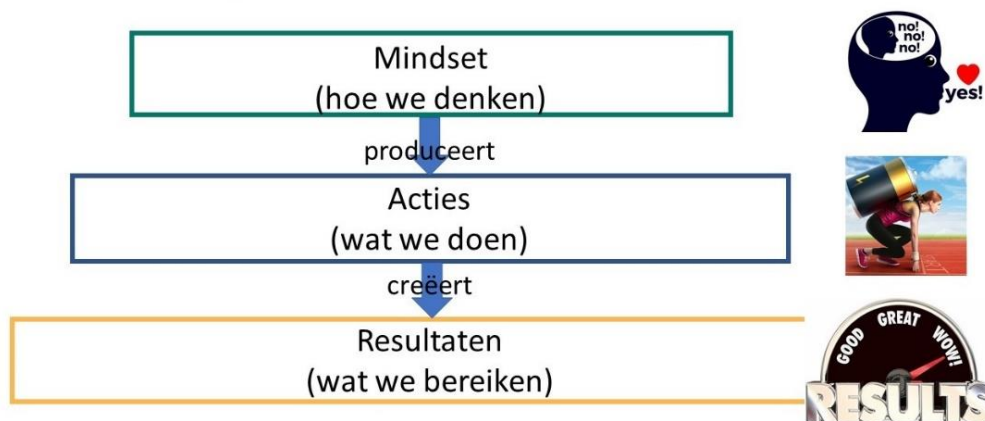 Mindset
(hoe we denken)
no!
no!
no!
yes!
produceert
Acties
(wat we doen)
creëert
Resultaten
(wat we bereiken)
GOOD GREAT WOW!
RESULTS